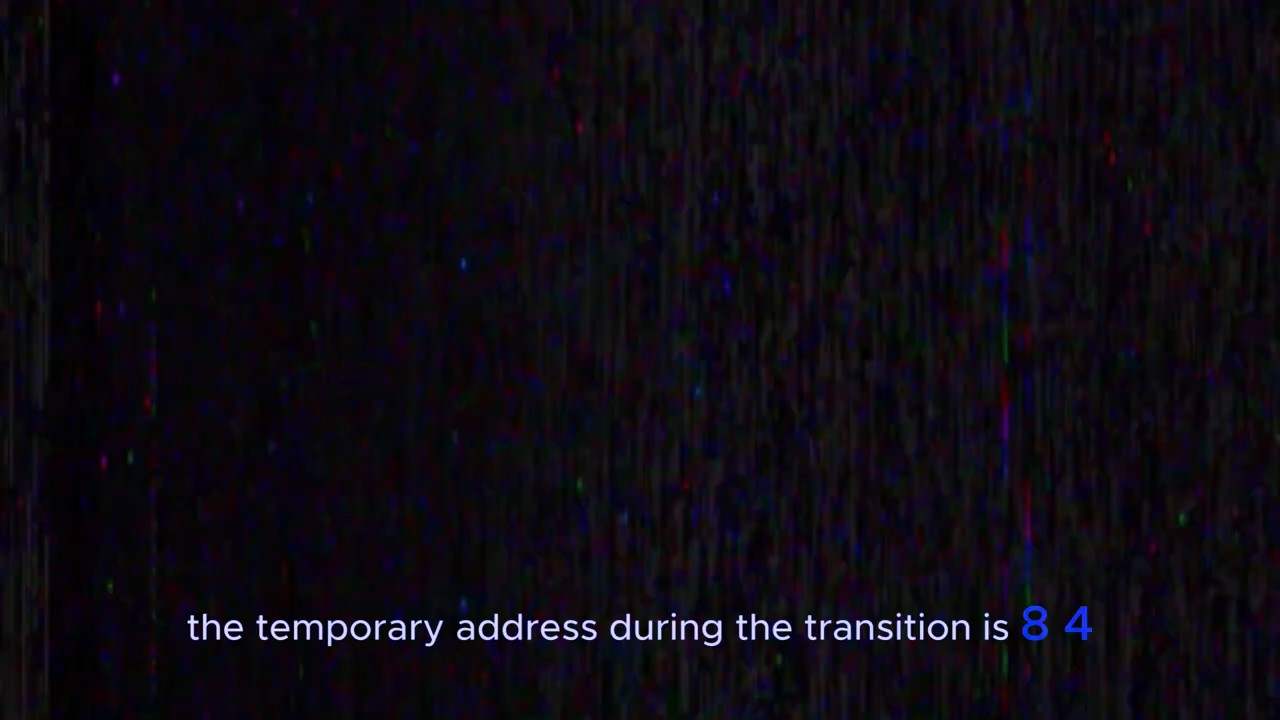 the temporary address during the transition is 8 4